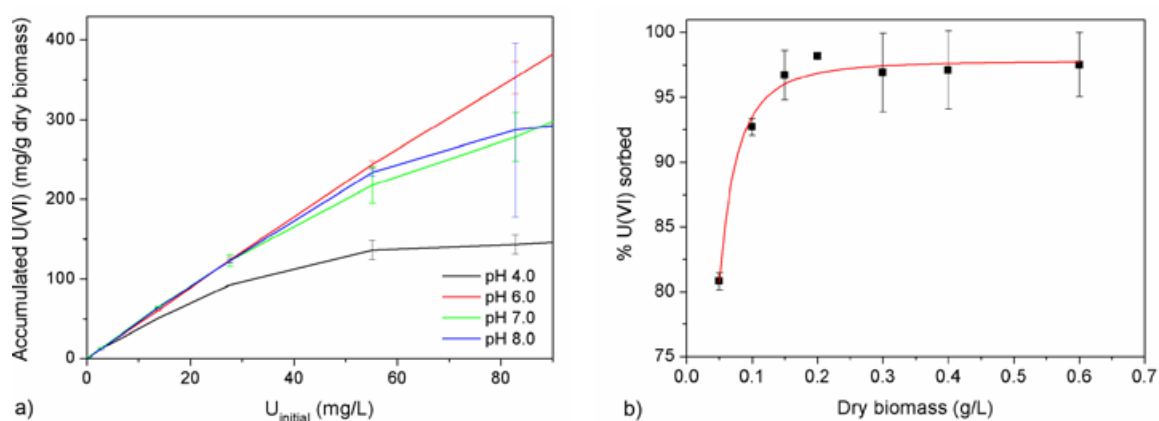 Accumulated U(VI) (mg/g dry biomass)
400
300
200
100
0
pH 4.0
pH 6.0
pH 7.0
pH 8.0
0 20 40 60 80
U_initial (mg/L)
a)
% U(VI) sorbed
100
95
90
85
80
75
0.0 0.1 0.2 0.3 0.4 0.5 0.6 0.7
Dry biomass (g/L)
b)